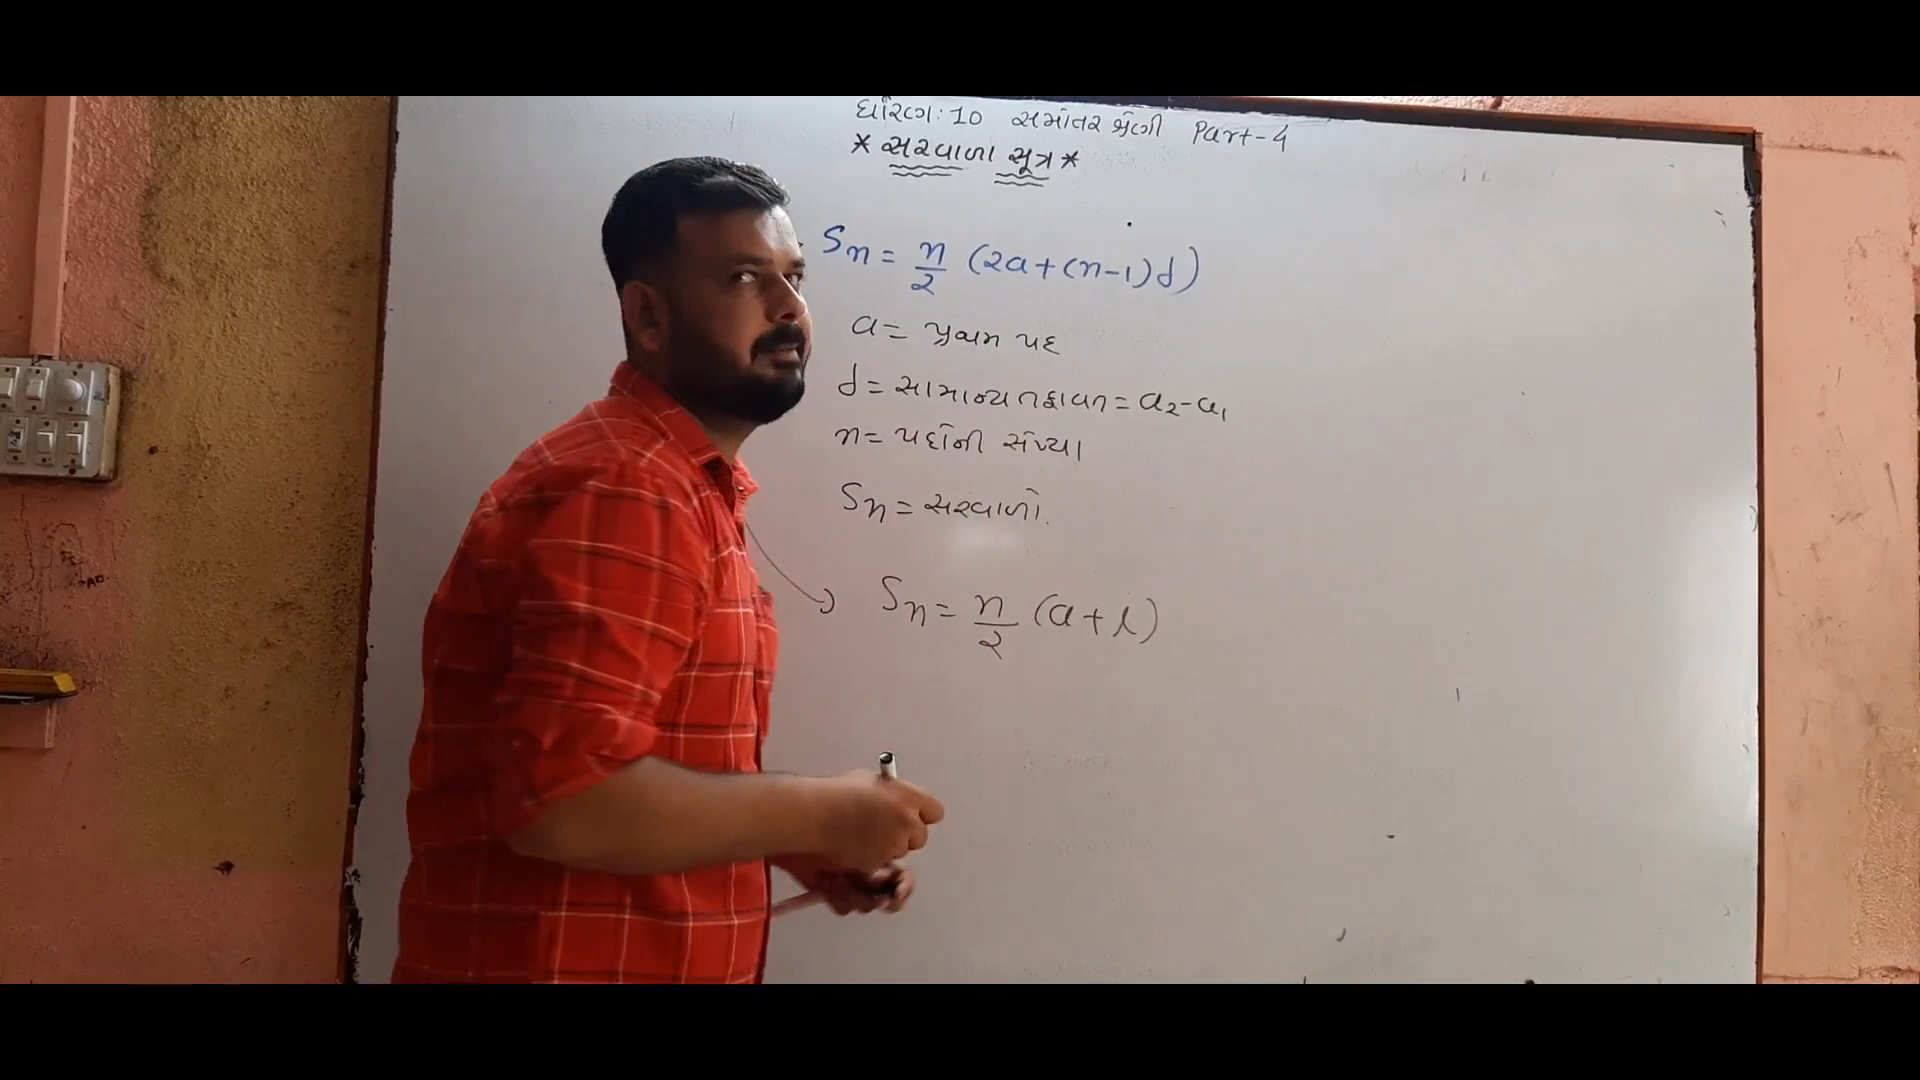 ધોરણ: 10 સમાંતર શ્રેણી Part-4
* સરવાળા સૂત્ર *
Sn = n/2 (2a+(n-1)d)
a = પ્રથમ પદ
d = સામાન્ય તફાવત = a2-a1
n = પદોની સંખ્યા
Sn = સરવાળો.
Sn = n/2 (a+l)